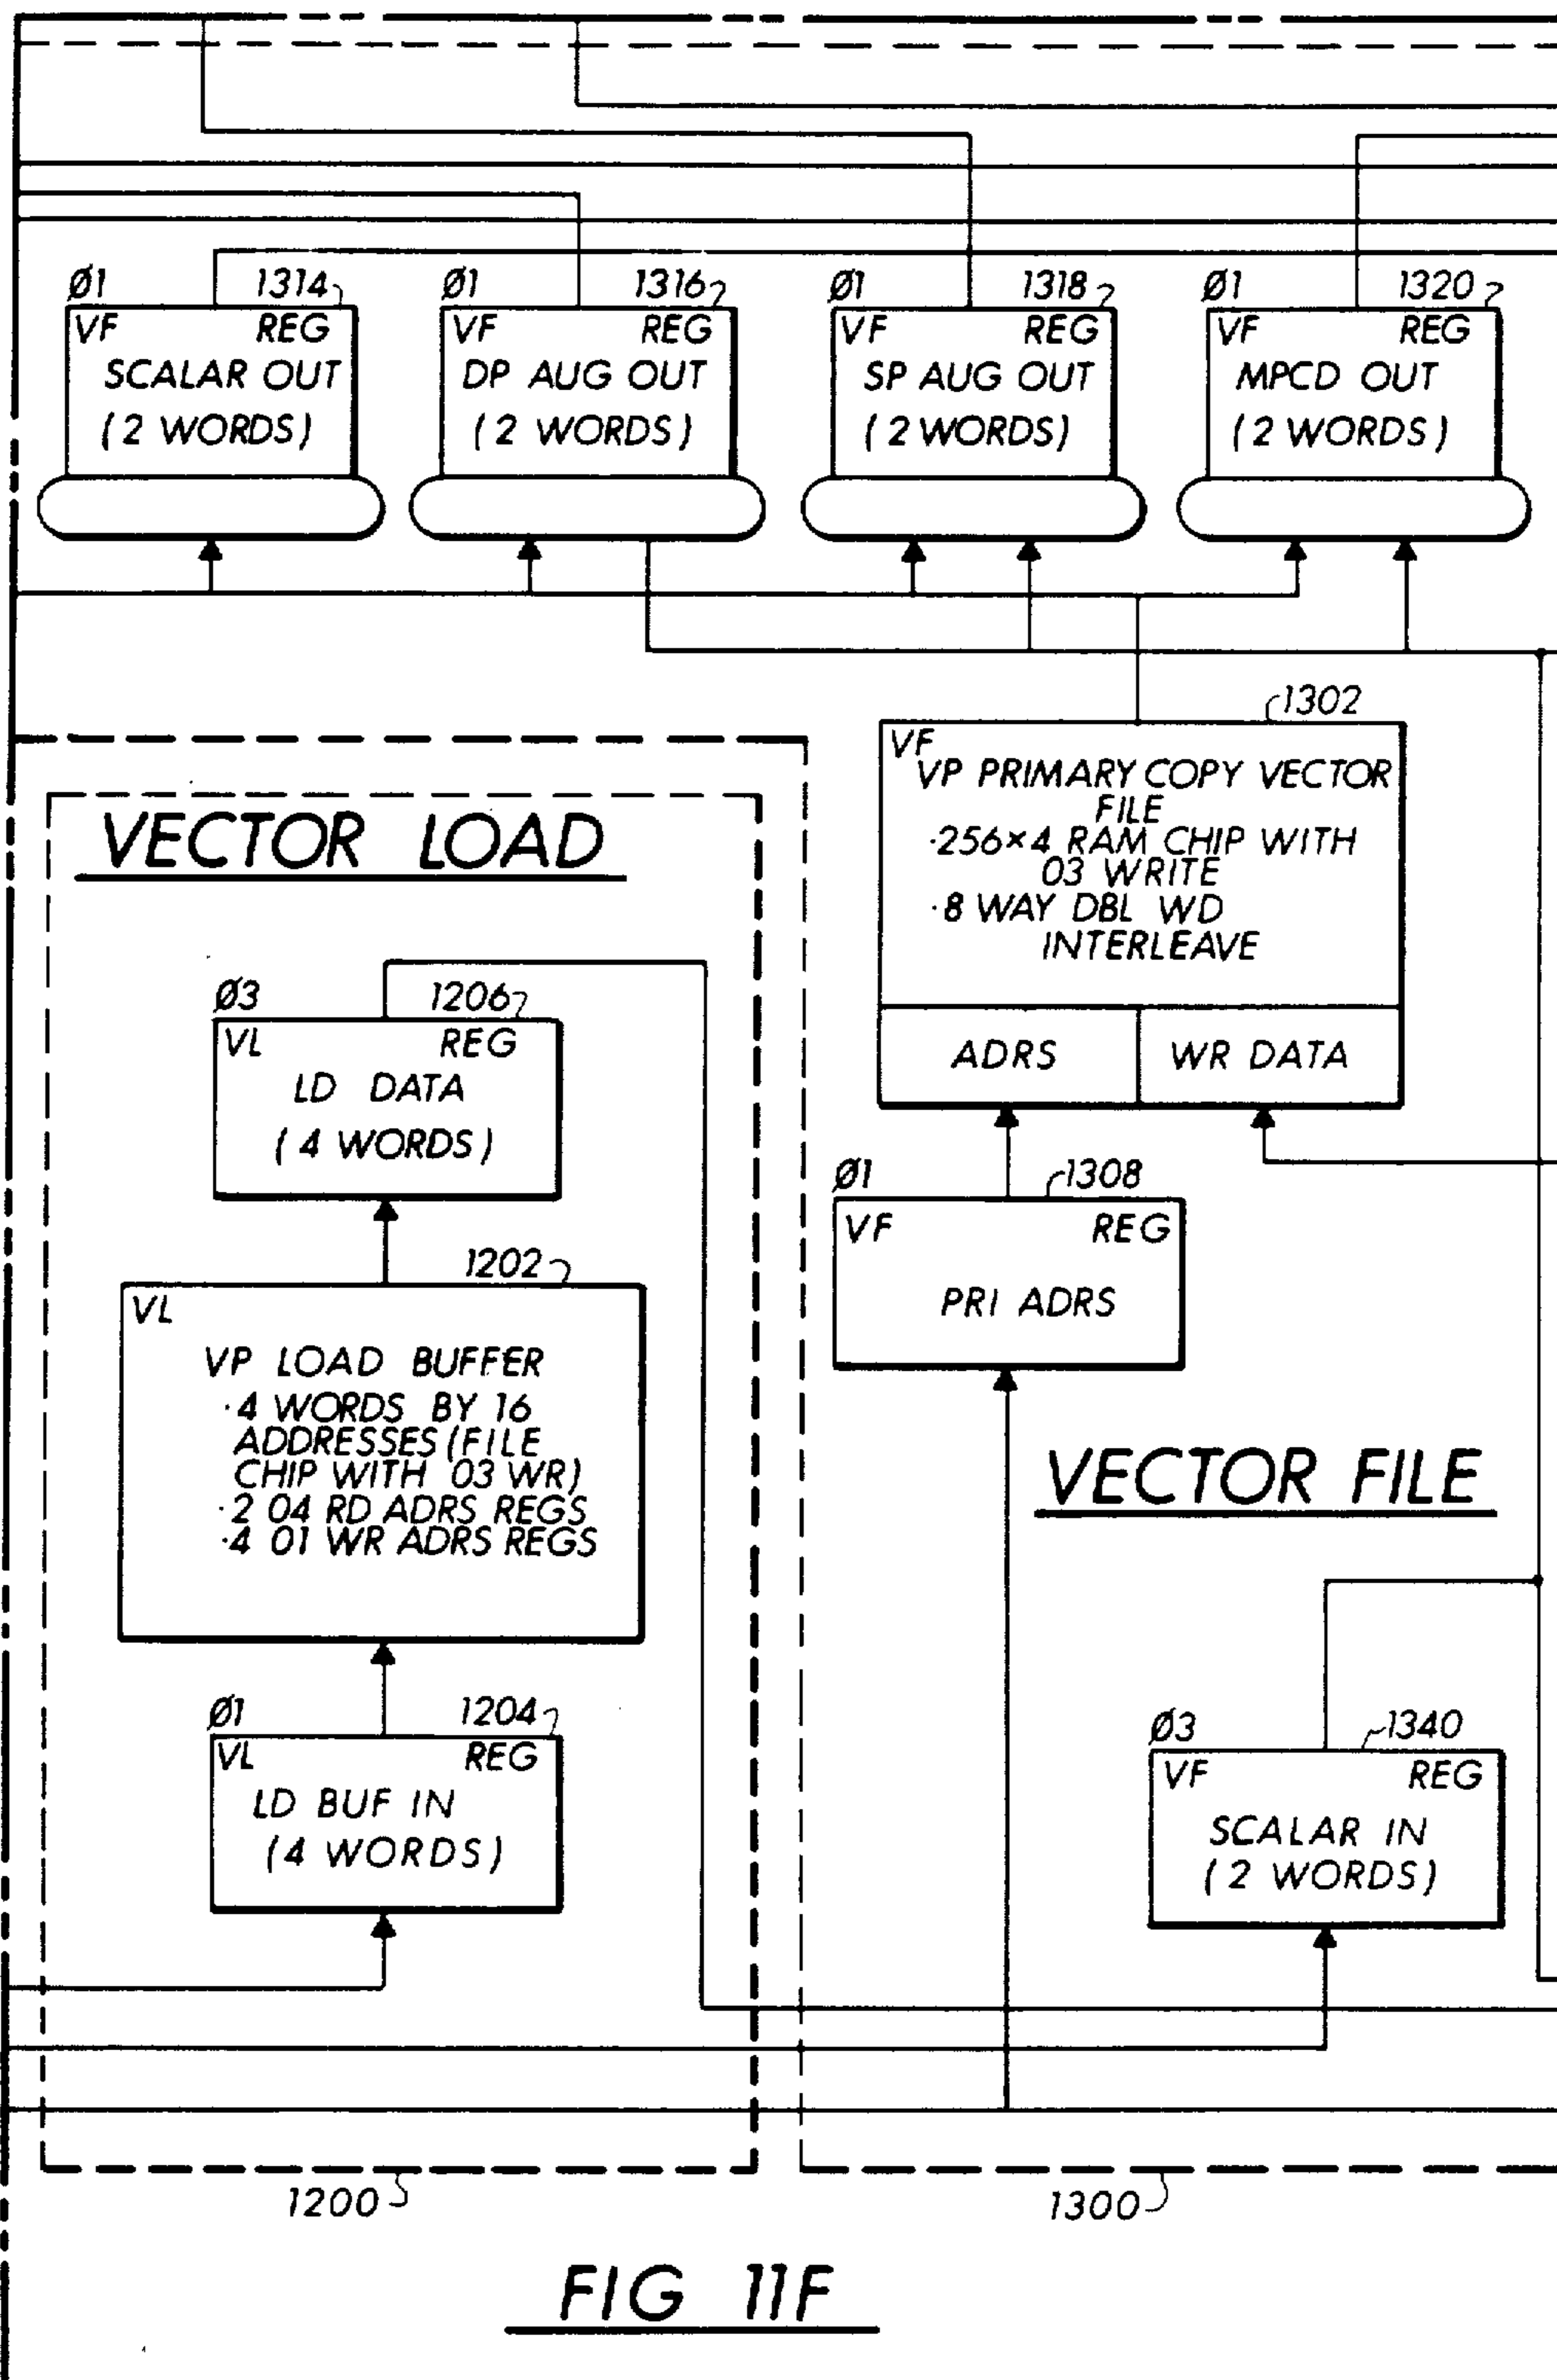 Ø1 1314
VF REG
SCALAR OUT
(2 WORDS)
Ø1 1316
VF REG
DP AUG OUT
(2 WORDS)
Ø1 1318
VF REG
SP AUG OUT
(2 WORDS)
Ø1 1320
VF REG
MPCD OUT
(2 WORDS)
1302
VF
VP PRIMARY COPY VECTOR
FILE
·256×4 RAM CHIP WITH
03 WRITE
·8 WAY DBL WD
INTERLEAVE
ADRS WR DATA
VECTOR LOAD
Ø3 1206
VL REG
LD DATA
(4 WORDS)
1202
VL
VP LOAD BUFFER
·4 WORDS BY 16
ADDRESSES (FILE
CHIP WITH 03 WR)
·2 04 RD ADRS REGS
·4 01 WR ADRS REGS
Ø1 1204
VL REG
LD BUF IN
(4 WORDS)
Ø1 1308
VF REG
PRI ADRS
VECTOR FILE
Ø3 1340
VF REG
SCALAR IN
(2 WORDS)
1200
1300
FIG 11F